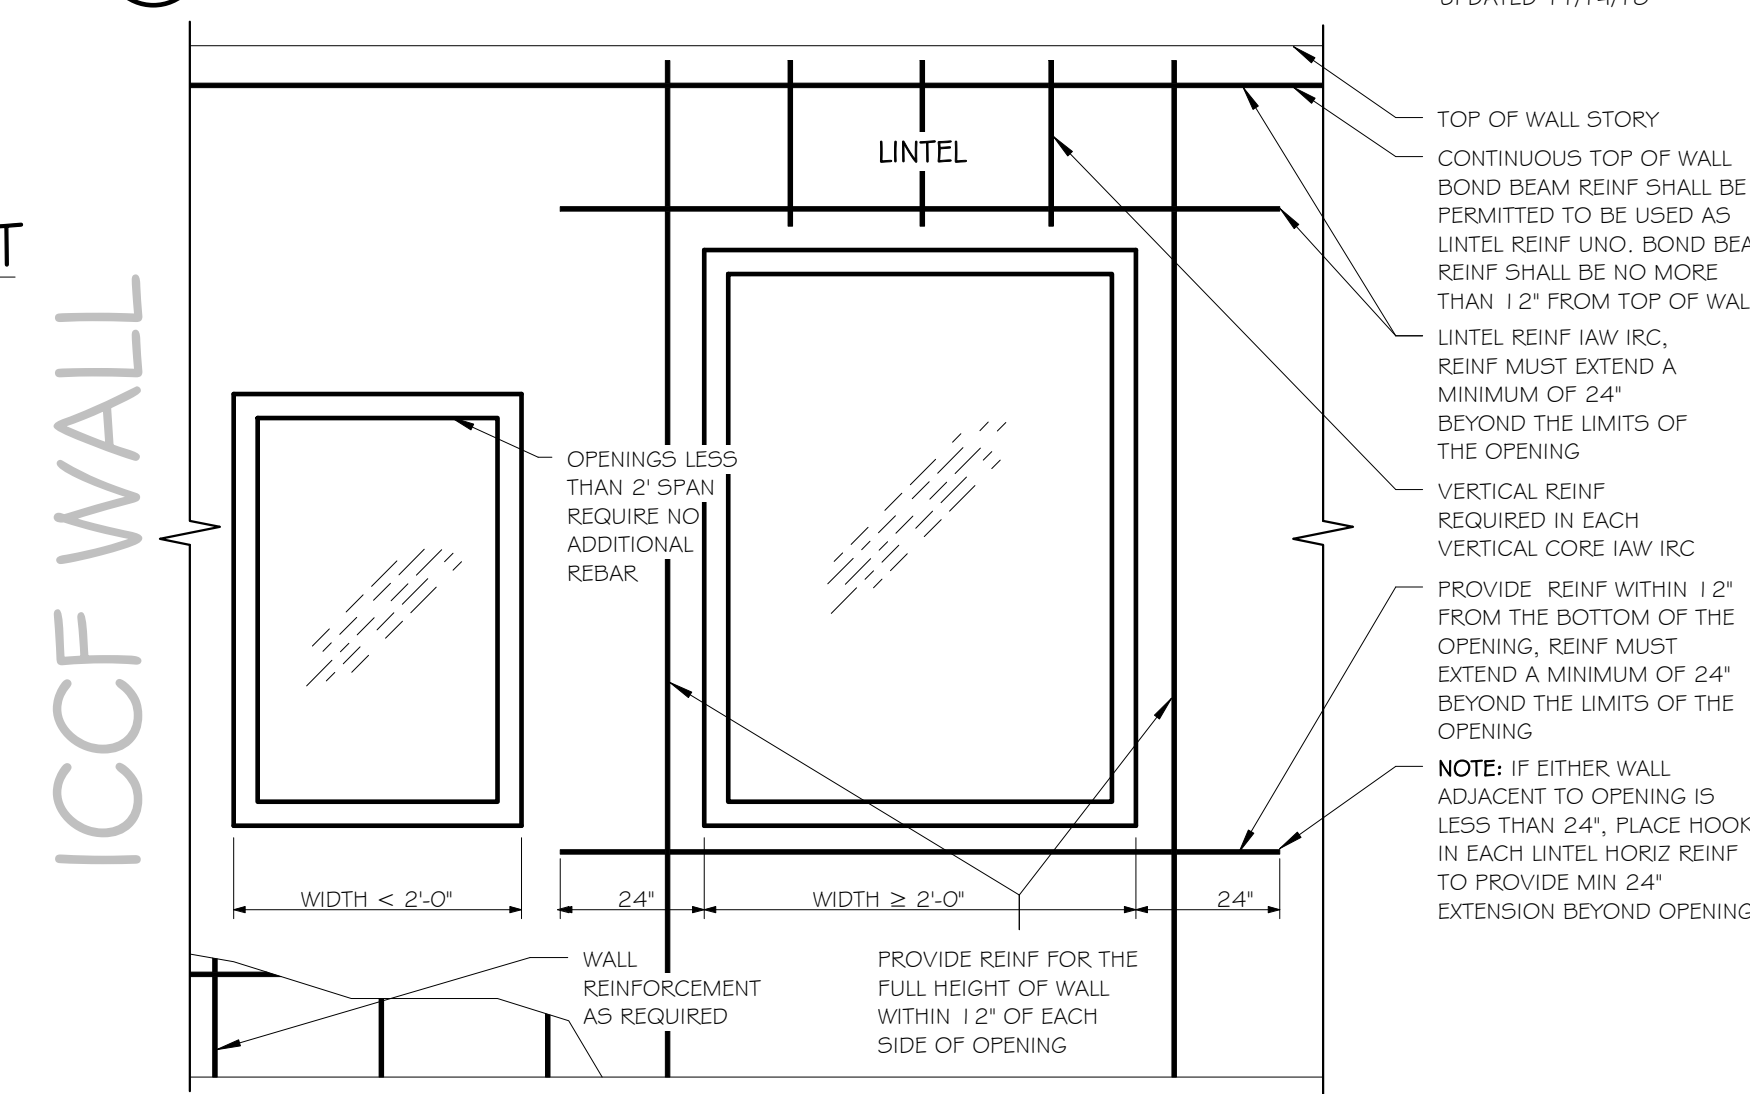 ICCF WALL
LINTEL
TOP OF WALL STORY
CONTINUOUS TOP OF WALL
BOND BEAM REINF SHALL BE
PERMITTED TO BE USED AS
LINTEL REINF UNO. BOND BEA
REINF SHALL BE NO MORE
THAN 12" FROM TOP OF WAL
LINTEL REINF IAW IRC,
REINF MUST EXTEND A
MINIMUM OF 24"
BEYOND THE LIMITS OF
THE OPENING
OPENINGS LESS
THAN 2' SPAN
REQUIRE NO
ADDITIONAL
REBAR
VERTICAL REINF
REQUIRED IN EACH
VERTICAL CORE IAW IRC
PROVIDE REINF WITHIN 12"
FROM THE BOTTOM OF THE
OPENING, REINF MUST
EXTEND A MINIMUM OF 24"
BEYOND THE LIMITS OF THE
OPENING
NOTE: IF EITHER WALL
ADJACENT TO OPENING IS
LESS THAN 24", PLACE HOOK
IN EACH LINTEL HORIZ REINF
TO PROVIDE MIN 24"
EXTENSION BEYOND OPENING
WIDTH < 2'-0"
24"
WIDTH ≥ 2'-0"
24"
WALL
REINFORCEMENT
AS REQUIRED
PROVIDE REINF FOR THE
FULL HEIGHT OF WALL
WITHIN 12" OF EACH
SIDE OF OPENING